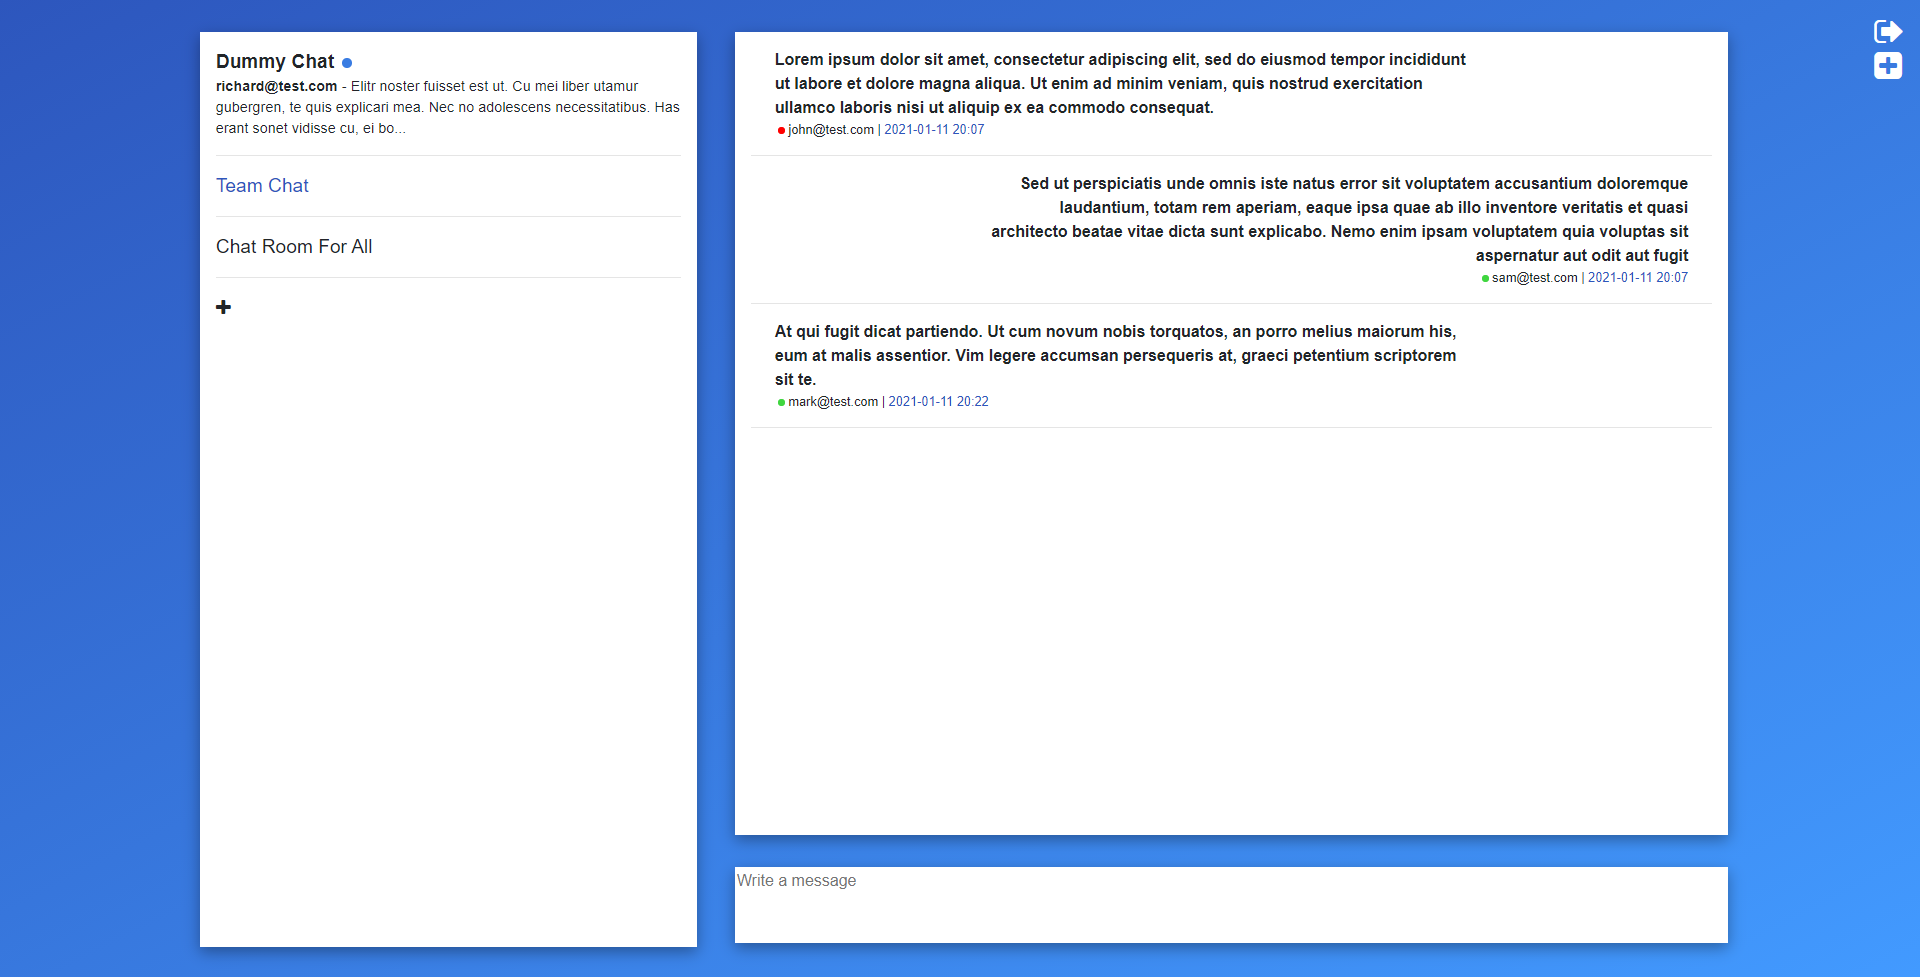 Dummy Chat
richard@test.com - Elitr noster fuisset est ut. Cu mei liber utamur
gubergren, te quis explicari mea. Nec no adolescens necessitatibus. Has
erant sonet vidisse cu, ei bo...
Team Chat
Chat Room For All
Lorem ipsum dolor sit amet, consectetur adipiscing elit, sed do eiusmod tempor incididunt
ut labore et dolore magna aliqua. Ut enim ad minim veniam, quis nostrud exercitation
ullamco laboris nisi ut aliquip ex ea commodo consequat.
john@test.com | 2021-01-11 20:07
Sed ut perspiciatis unde omnis iste natus error sit voluptatem accusantium doloremque
laudantium, totam rem aperiam, eaque ipsa quae ab illo inventore veritatis et quasi
architecto beatae vitae dicta sunt explicabo. Nemo enim ipsam voluptatem quia voluptas sit
aspernatur aut odit aut fugit
sam@test.com | 2021-01-11 20:07
At qui fugit dicat partiendo. Ut cum novum nobis torquatos, an porro melius maiorum his,
eum at malis assentior. Vim legere accumsan persequeris at, graeci petentium scriptorem
sit te.
mark@test.com | 2021-01-11 20:22
Write a message